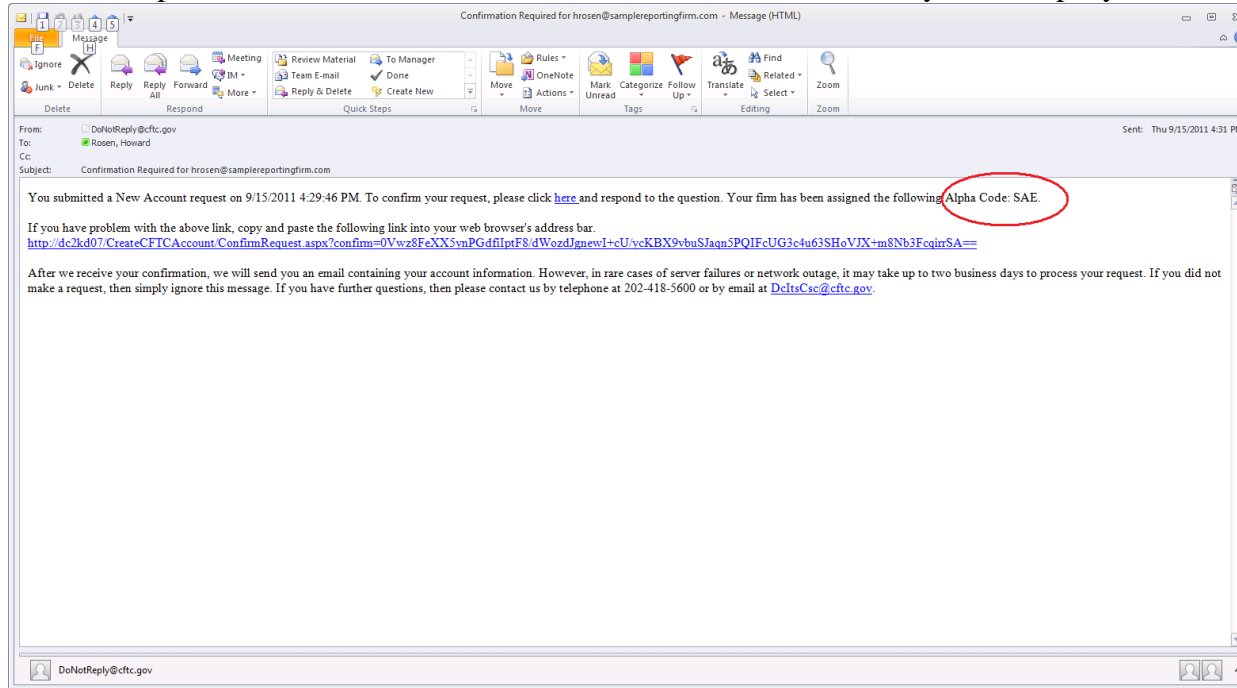 Confirmation Required for hrosen@samplereportingfirm.com - Message (HTML)
1 2 3 4 5
File Message
F H
Ignore
Junk
Delete
Reply
Reply All
Forward
Meeting
IM
More
Review Material
Team E-mail
Reply & Delete
To Manager
Done
Create New
Move
Rules
OneNote
Actions
Mark Unread
Categorize
Follow Up
Translate
Find
Related
Select
Zoom
Delete Respond Quick Steps Move Tags Editing Zoom
From: DoNotReply@cftc.gov Sent: Thu 9/15/2011 4:31 PM
To: Rosen, Howard
Cc:
Subject: Confirmation Required for hrosen@samplereportingfirm.com
You submitted a New Account request on 9/15/2011 4:29:46 PM. To confirm your request, please click here and respond to the question. Your firm has been assigned the following Alpha Code: SAE.
If you have problem with the above link, copy and paste the following link into your web browser's address bar.
http://dc2kd07/CreateCFTCAccount/ConfirmRequest.aspx?confirm=0Vwz8FeXX5ynPGdfiIptF8/dWozdJgnewI+cU/ycKBX9vbuSJaqn5PQIFcUG3c4u63SHoVJX+m8Nb3FcqirrSA==
After we receive your confirmation, we will send you an email containing your account information. However, in rare cases of server failures or network outage, it may take up to two business days to process your request. If you did not
make a request, then simply ignore this message. If you have further questions, then please contact us by telephone at 202-418-5600 or by email at DcItsCsc@cftc.gov.
DoNotReply@cftc.gov